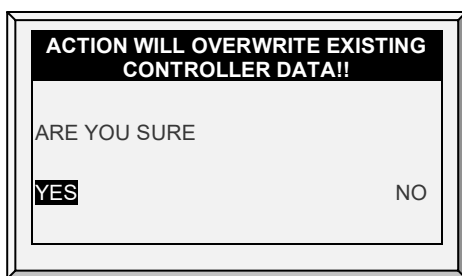 ACTION WILL OVERWRITE EXISTING
CONTROLLER DATA!!
ARE YOU SURE
YES NO